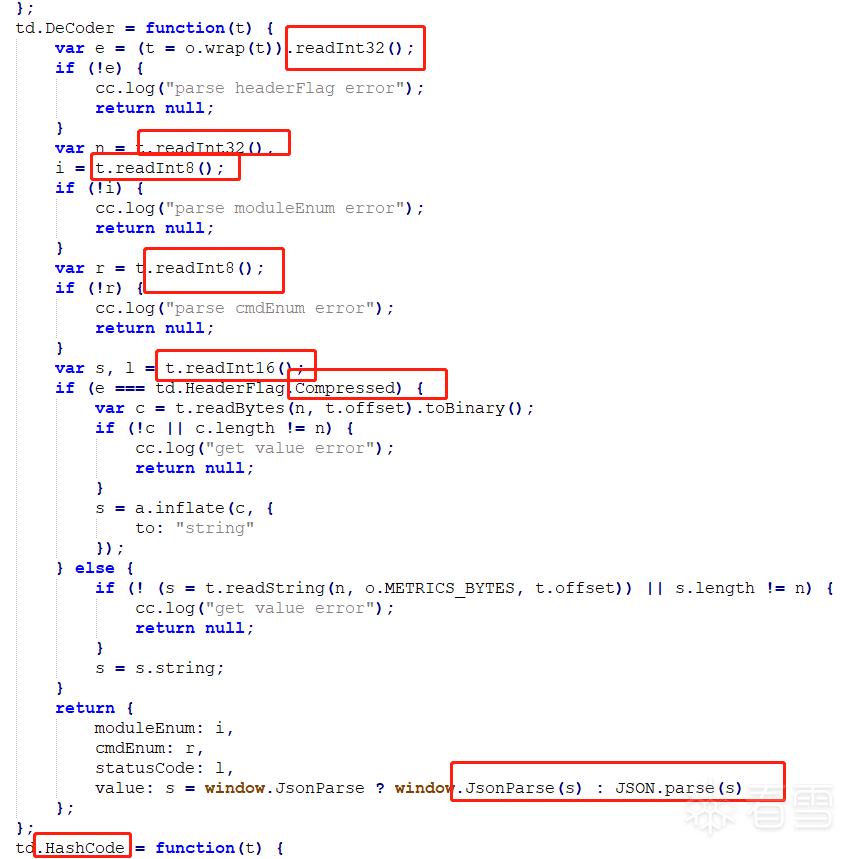 };
td.DeCoder = function(t) {
var e = (t = o.wrap(t)).readInt32();
if (!e) {
cc.log("parse headerFlag error");
return null;
}
var n = t.readInt32(),
i = t.readInt8();
if (!i) {
cc.log("parse moduleEnum error");
return null;
}
var r = t.readInt8();
if (!r) {
cc.log("parse cmdEnum error");
return null;
}
var s, l = t.readInt16();
if (e === td.HeaderFlag.Compressed) {
var c = t.readBytes(n, t.offset).toBinary();
if (!c || c.length != n) {
cc.log("get value error");
return null;
}
s = a.inflate(c, {
to: "string"
});
} else {
if (! (s = t.readString(n, o.METRICS_BYTES, t.offset)) || s.length != n) {
cc.log("get value error");
return null;
}
s = s.string;
}
return {
moduleEnum: i,
cmdEnum: r,
statusCode: l,
value: s = window.JsonParse ? window.JsonParse(s) : JSON.parse(s)
};
};
td.HashCode = function(t) {
看雪